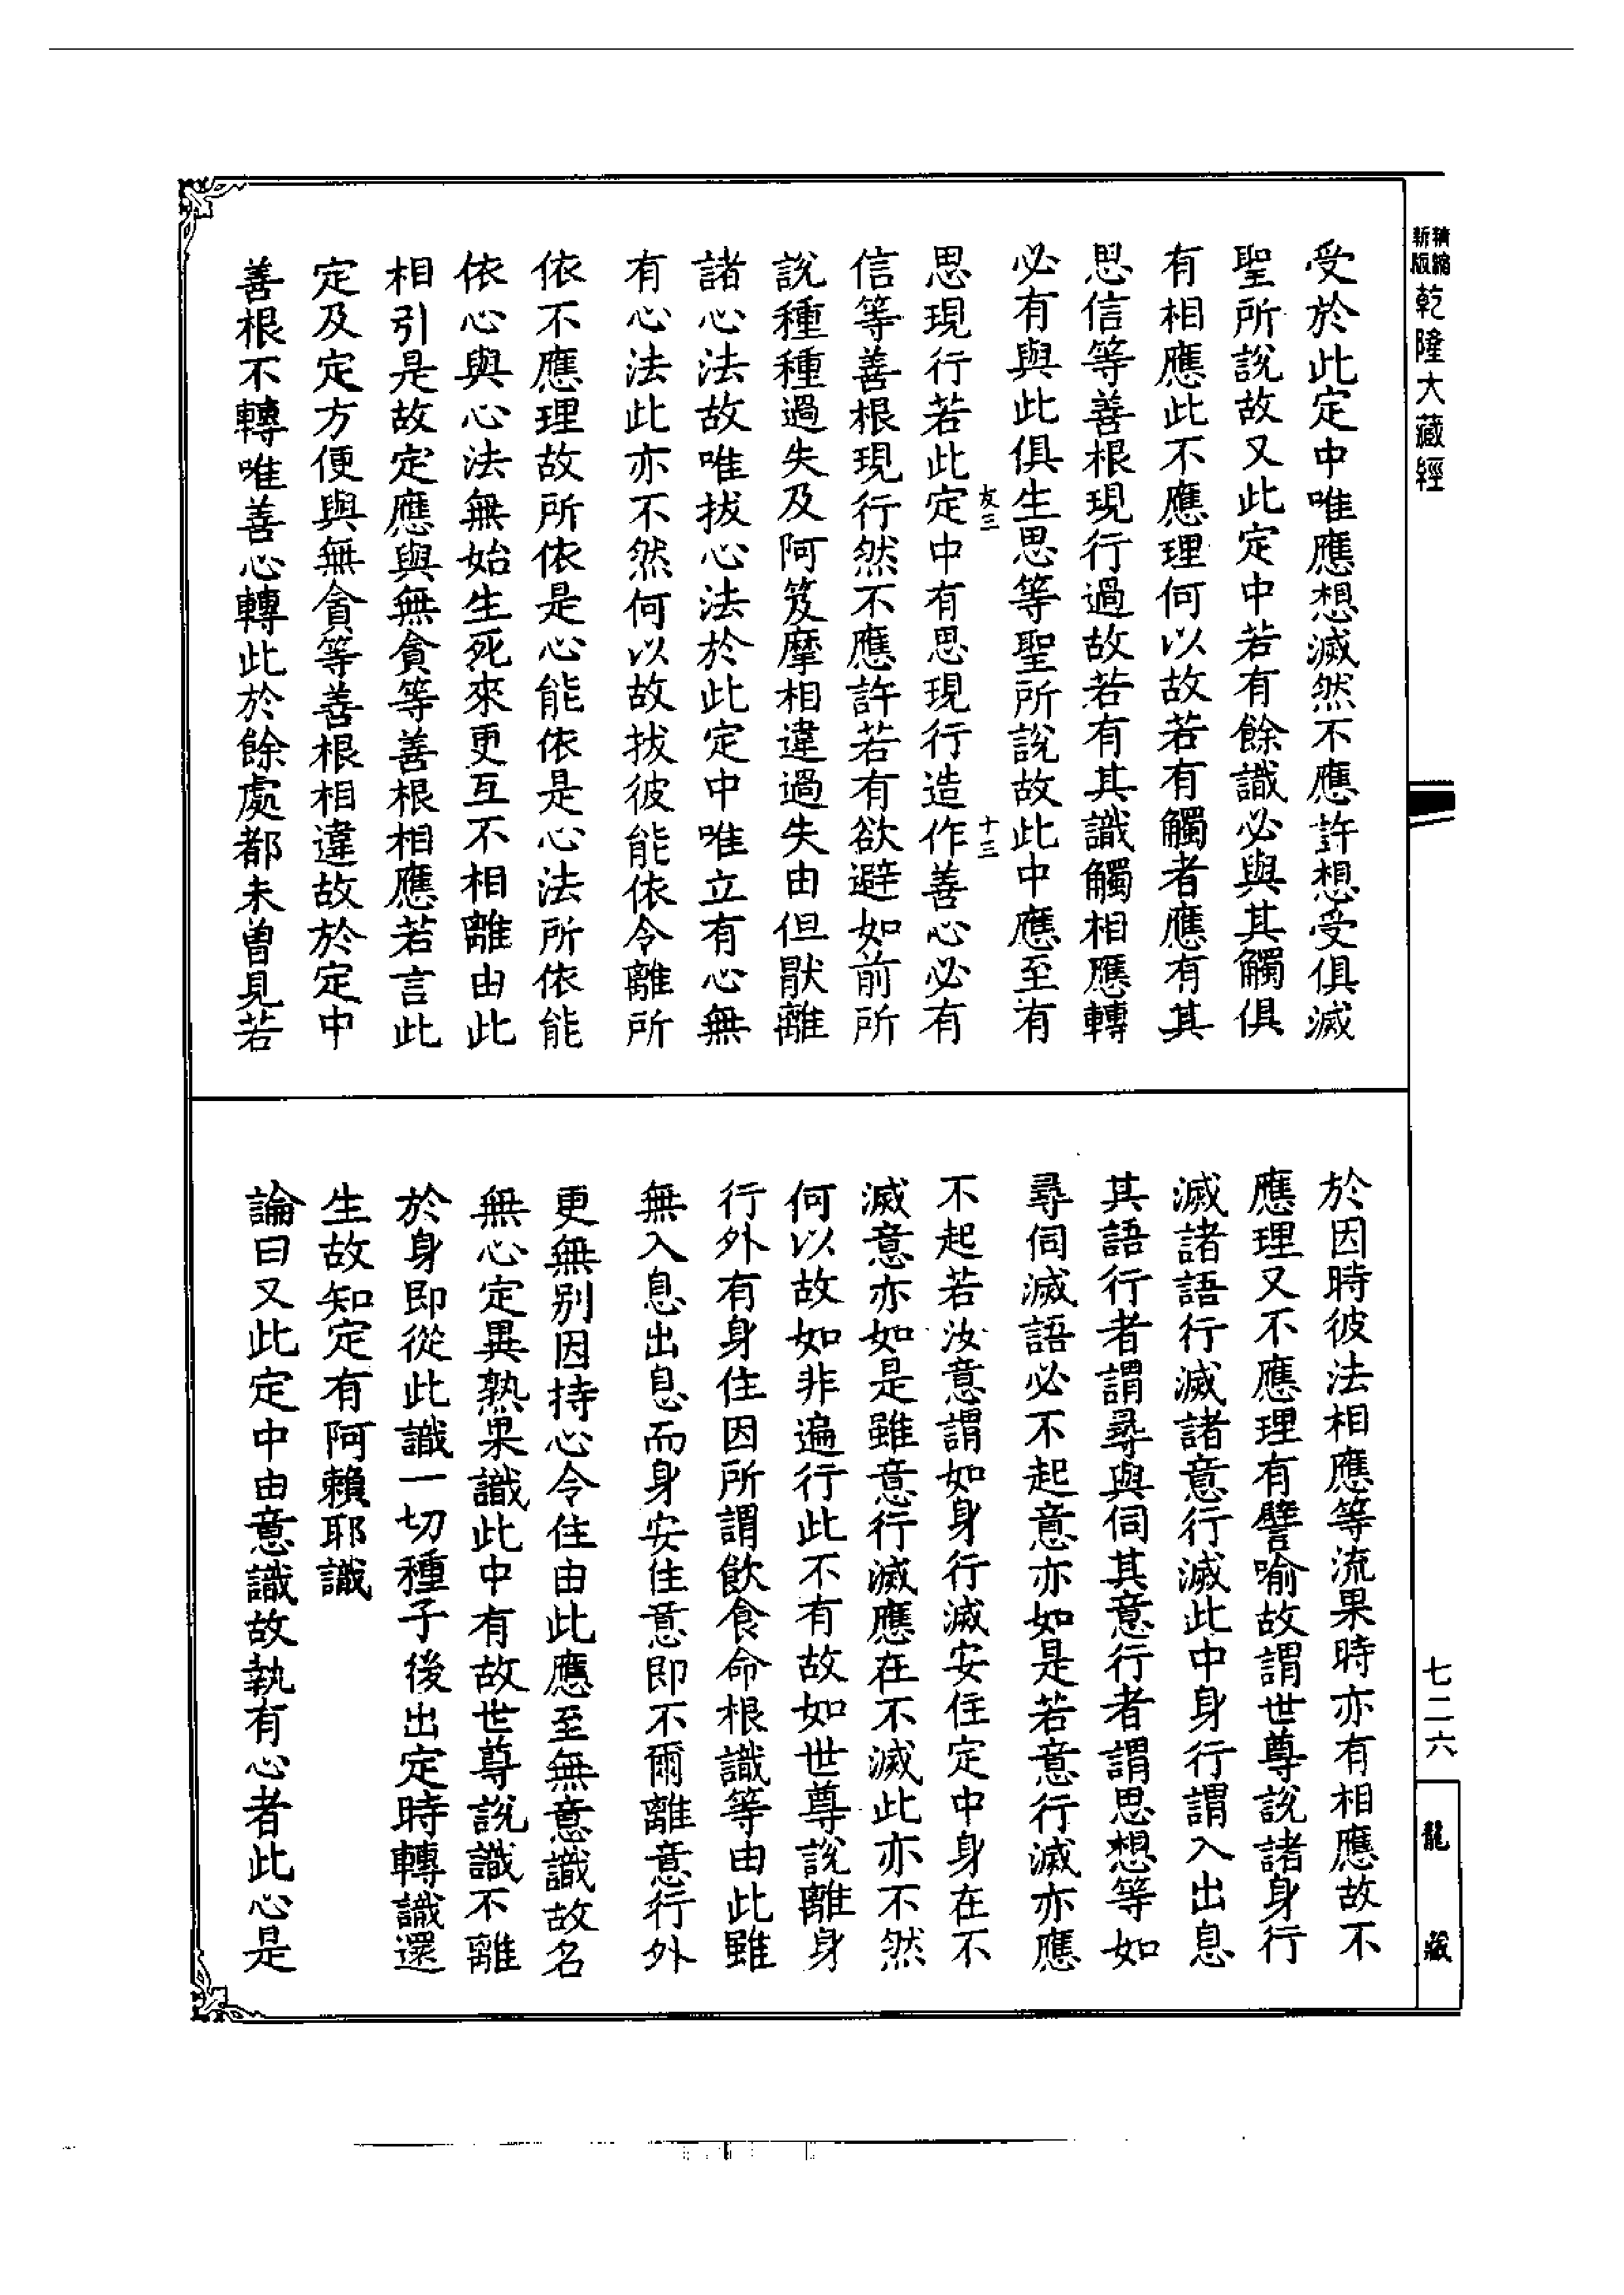 精縮新版乾隆大藏經
受於此定中唯應想滅然不應許想受俱滅
聖所說故又此定中若有餘識必與其觸俱
有相應此不應理何以故若有觸者應有其
思信等善根現行過故若有其識觸相應轉
必有與此俱生思等聖所說故此中應至有
友三 十三
思現行若此定中有思現行造作善心必有
信等善根現行然不應許若有欲避如前所
說種種過失及阿笈摩相違過失由但猒離
諸心法故唯拔心法於此定中唯立有心無
有心法此亦不然何以故拔彼能依令離所
依不應理故所依是心能依是心法所依能
依心與心法無始生死來更互不相離由此
相引是故定應與無貪等善根相應若言此
定及定方便與無貪等善根相違故於定中
善根不轉唯善心轉此於餘處都未曾見若
於因時彼法相應等流果時亦有相應故不
應理又不應理有譬喻故謂世尊說諸身行
滅諸語行滅諸意行滅此中身行謂入出息
其語行者謂尋與伺其意行者謂思想等如
尋伺滅語必不起意亦如是若意行滅亦應
不起若汝意謂如身行滅安住定中身在不
滅意亦如是雖意行滅應在不滅此亦不然
何以故如非遍行此不有故如世尊說離身
行外有身住因所謂飲食命根識等由此雖
無入息出息而身安住意即不爾離意行外
更無別因持心令住由此應至無意識故名
無心定異熟果識此中有故世尊說識不離
於身即從此識一切種子後出定時轉識還
生故知定有阿賴耶識
論曰又此定中由意識故執有心者此心是
七二六
龍藏